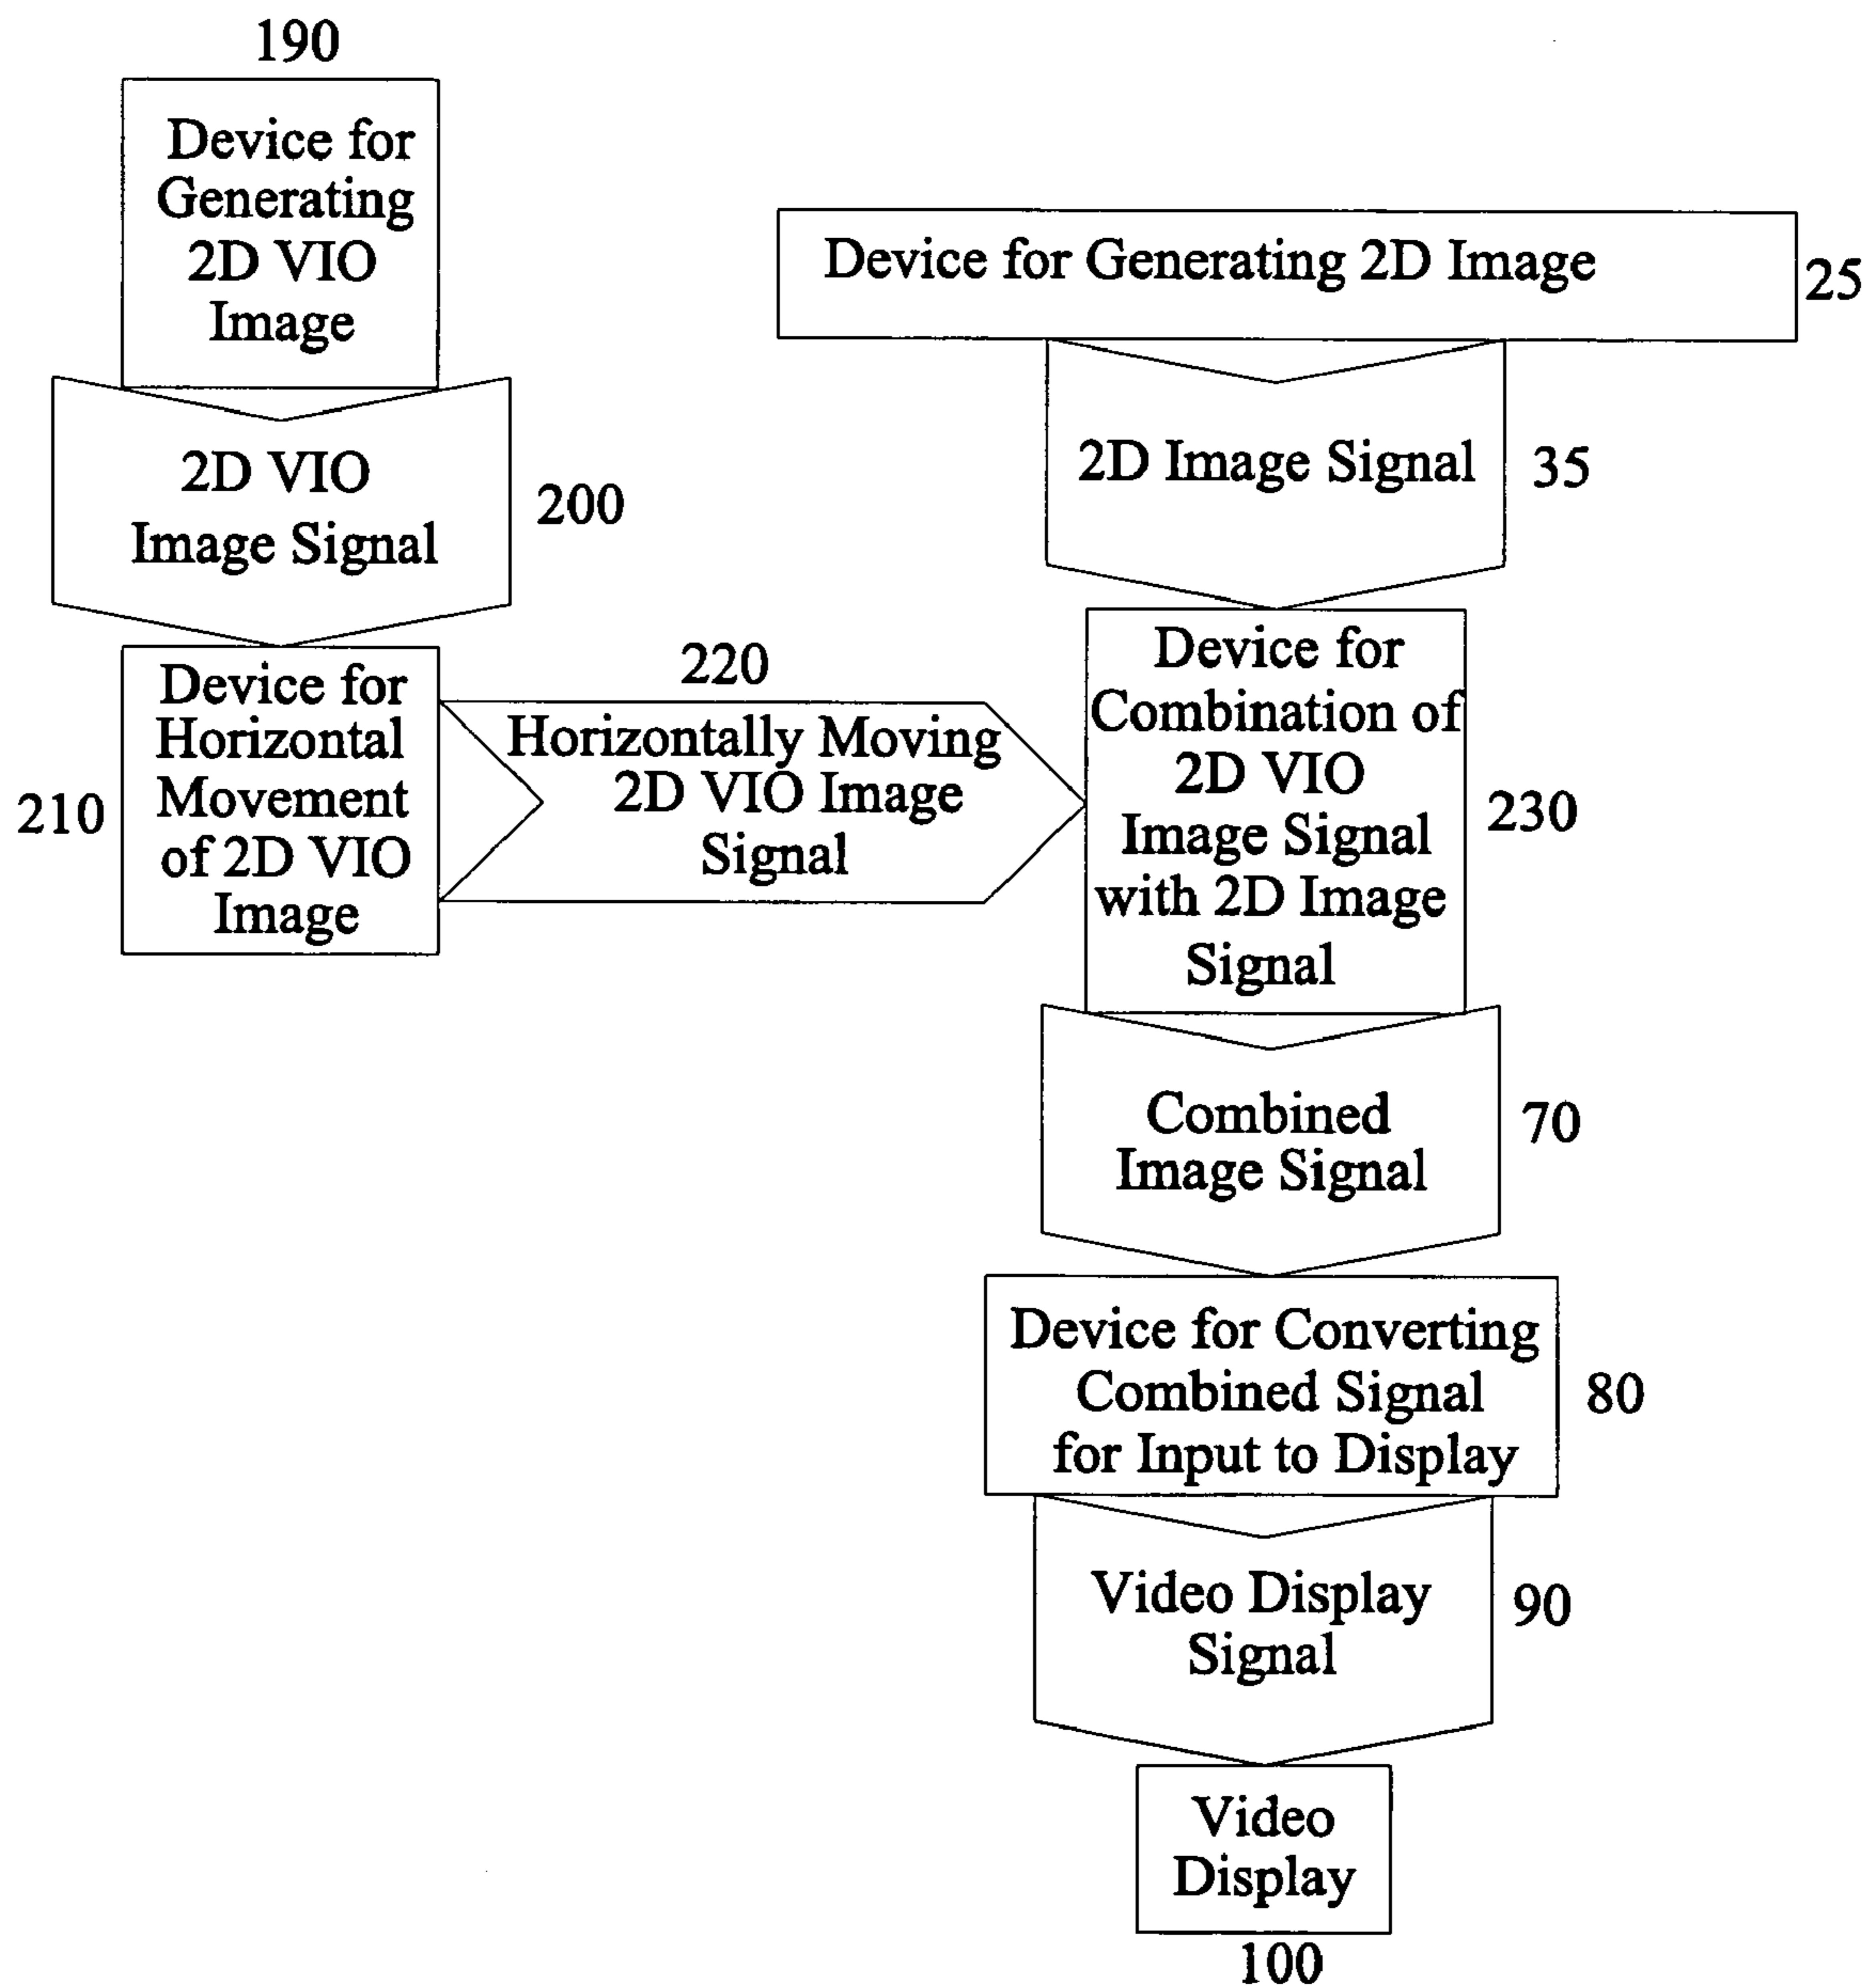 190
Device for
Generating
2D VIO
Image
Device for Generating 2D Image
25
2D VIO
Image Signal
200
2D Image Signal
35
Device for
Horizontal
Movement
of 2D VIO
Image
210
220
Horizontally Moving
2D VIO Image
Signal
Device for
Combination of
2D VIO
Image Signal
with 2D Image
Signal
230
Combined
Image Signal
70
Device for Converting
Combined Signal
for Input to Display
80
Video Display
Signal
90
Video
Display
100